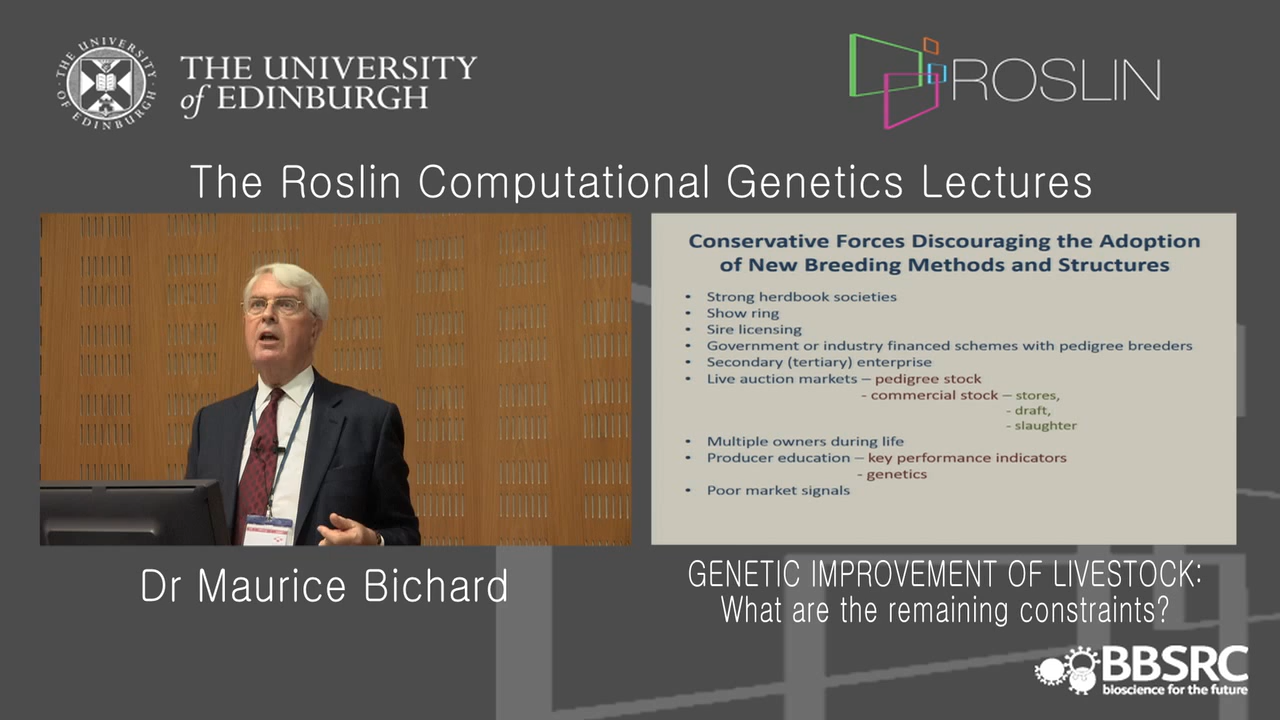 THE UNIVERSITY OF EDINBURGH
THE UNIVERSITY
of EDINBURGH
ROSLIN
The Roslin Computational Genetics Lectures
Conservative Forces Discouraging the Adoption
of New Breeding Methods and Structures
• Strong herdbook societies
• Show ring
• Sire licensing
• Government or industry financed schemes with pedigree breeders
• Secondary (tertiary) enterprise
• Live auction markets – pedigree stock
- commercial stock – stores,
- draft,
- slaughter
• Multiple owners during life
• Producer education – key performance indicators
- genetics
• Poor market signals
Dr Maurice Bichard
GENETIC IMPROVEMENT OF LIVESTOCK:
What are the remaining constraints?
BBSRC
bioscience for the future